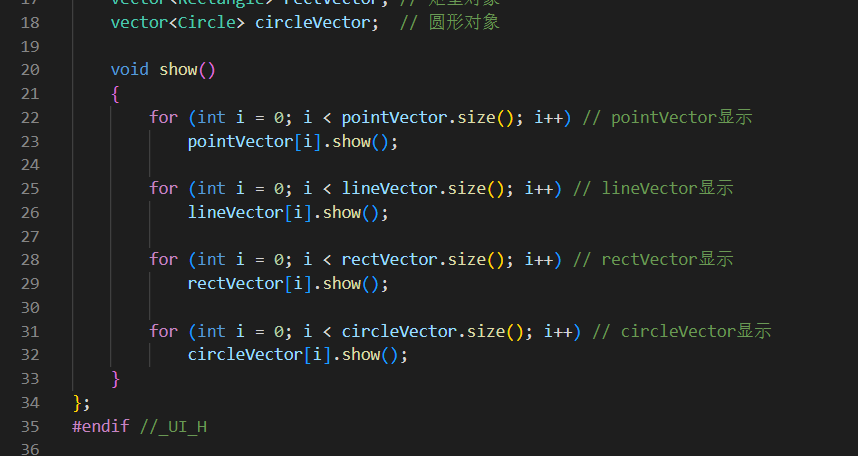 17 vector<Rectangle> rectVector; // 矩型对象
18 vector<Circle> circleVector;  // 圆形对象
19
20 void show()
21 {
22 for (int i = 0; i < pointVector.size(); i++) // pointVector显示
23 pointVector[i].show();
24
25 for (int i = 0; i < lineVector.size(); i++) // lineVector显示
26 lineVector[i].show();
27
28 for (int i = 0; i < rectVector.size(); i++) // rectVector显示
29 rectVector[i].show();
30
31 for (int i = 0; i < circleVector.size(); i++) // circleVector显示
32 circleVector[i].show();
33 }
34 };
35 #endif //_UI_H
36